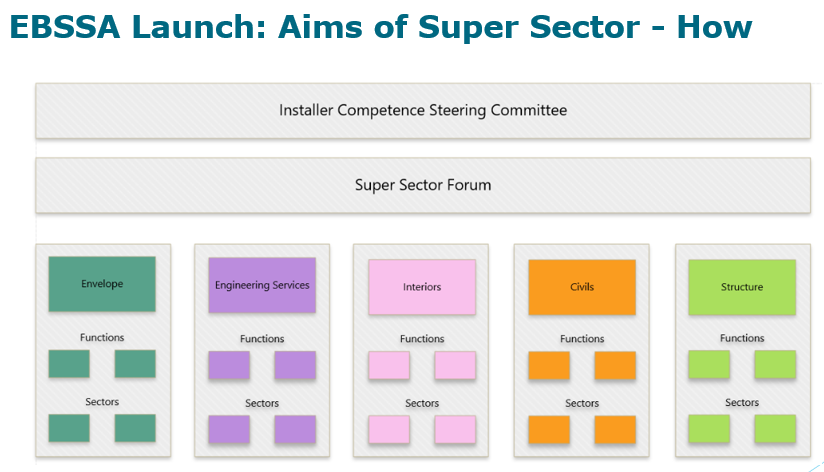 EBSSA Launch: Aims of Super Sector – How
Installer Competence Steering Committee
Super Sector Forum
Envelope
Functions
Sectors
Engineering Services
Functions
Sectors
Interiors
Functions
Sectors
Civils
Functions
Sectors
Structure
Functions
Sectors